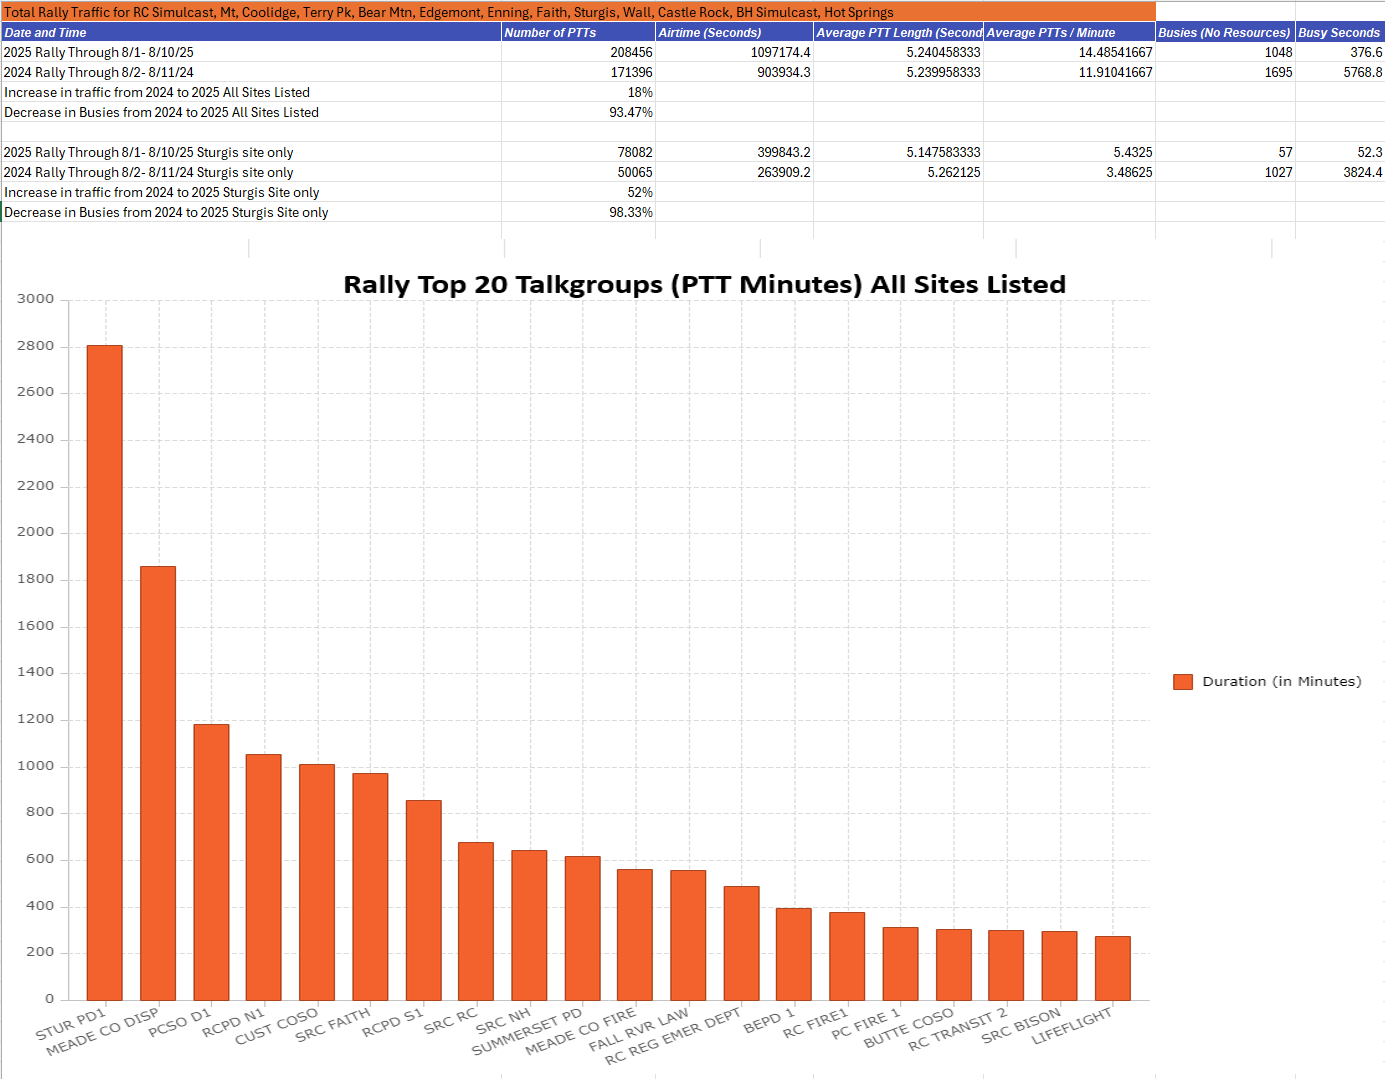 Total Rally Traffic for RC Simulcast, Mt, Coolidge, Terry Pk, Bear Mtn, Edgemont, Enning, Faith, Sturgis, Wall, Castle Rock, BH Simulcast, Hot Springs
Date and Time Number of PTTs Airtime (Seconds) Average PTT Length (Second Average PTTs / Minute Busies (No Resources) Busy Seconds
2025 Rally Through 8/1- 8/10/25 208456 1097174.4 5.240458333 14.48541667 1048 376.6
2024 Rally Through 8/2- 8/11/24 171396 903934.3 5.239958333 11.91041667 1695 5768.8
Increase in traffic from 2024 to 2025 All Sites Listed 18%
Decrease in Busies from 2024 to 2025 All Sites Listed 93.47%
2025 Rally Through 8/1- 8/10/25 Sturgis site only 78082 399843.2 5.147583333 5.4325 57 52.3
2024 Rally Through 8/2- 8/11/24 Sturgis site only 50065 263909.2 5.262125 3.48625 1027 3824.4
Increase in traffic from 2024 to 2025 Sturgis Site only 52%
Decrease in Busies from 2024 to 2025 Sturgis Site only 98.33%
Rally Top 20 Talkgroups (PTT Minutes) All Sites Listed
3000
2800
2600
2400
2200
2000
1800
1600
1400
1200
1000
800
600
400
200
0
Duration (in Minutes)
STUR PD1
MEADE CO DISP
PCSO D1
RCPD N1
CUST COSO
SRC FAITH
RCPD S1
SRC RC
SRC NH
SUMMERSET PD
MEADE CO FIRE
FALL RVR LAW
RC REG EMER DEPT
BEPD 1
RC FIRE1
PC FIRE 1
BUTTE COSO
RC TRANSIT 2
SRC BISON
LIFEFLIGHT